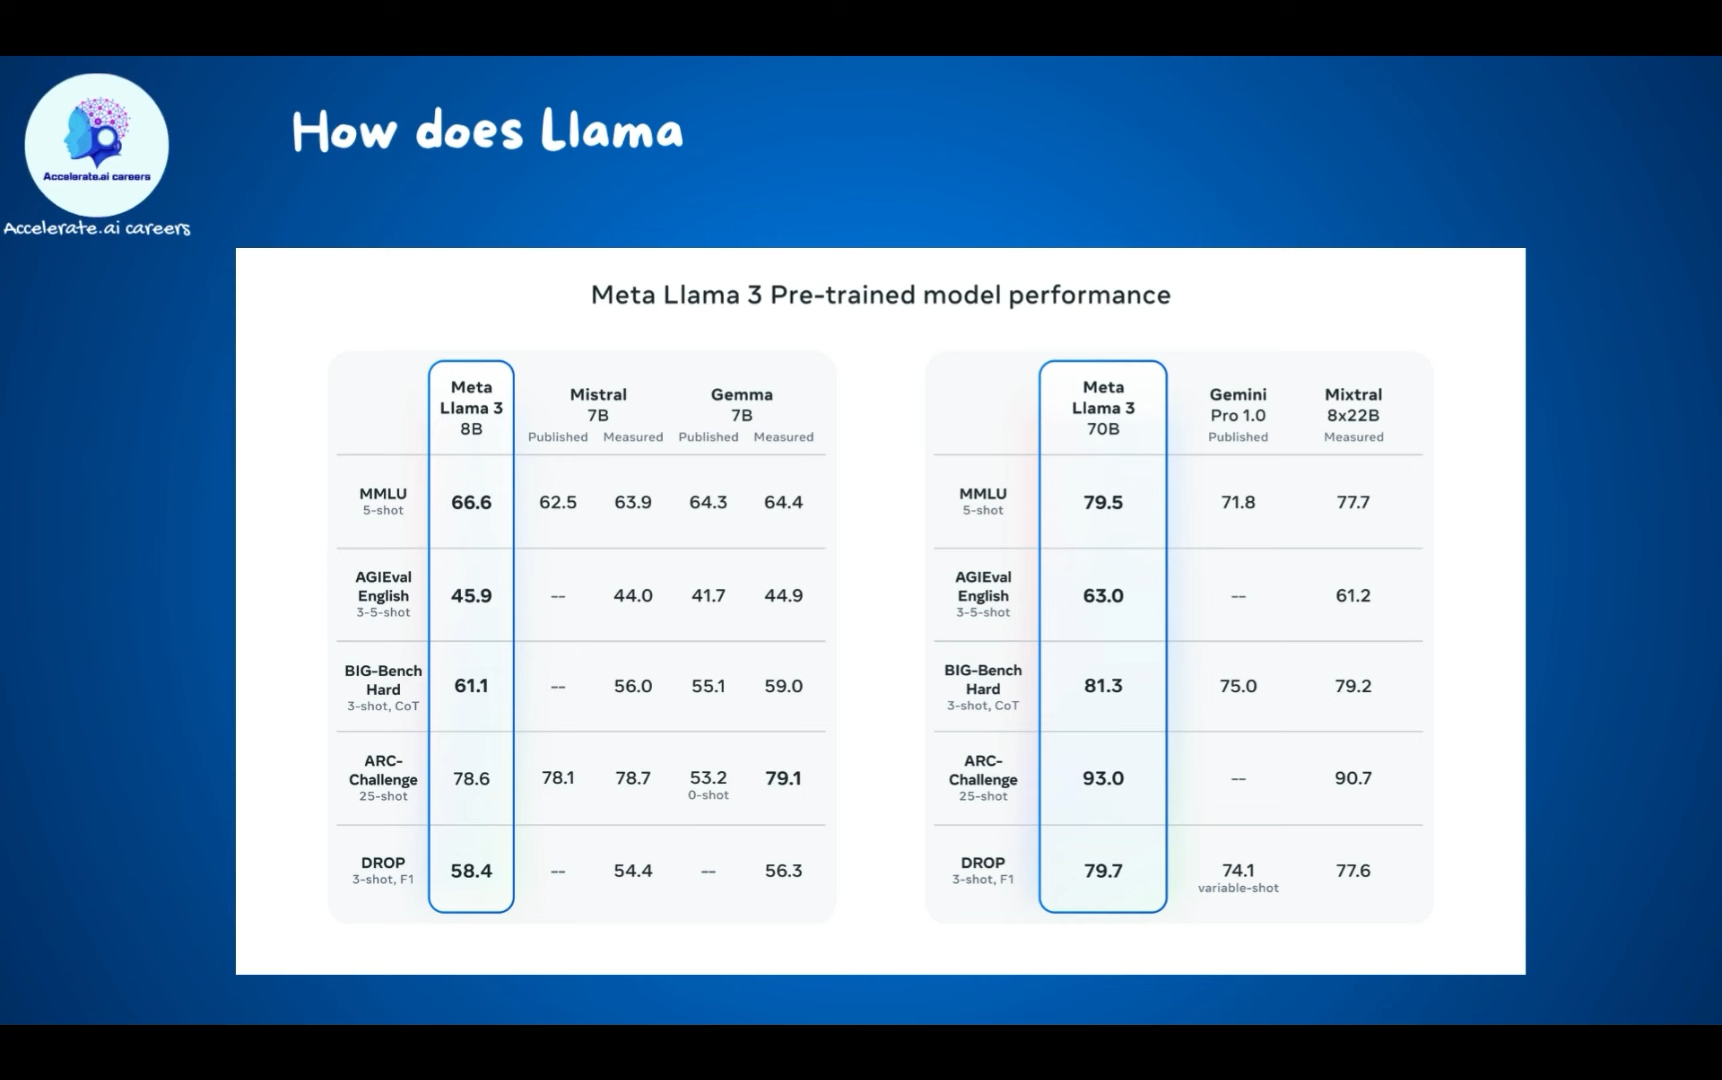 Accelerate.ai careers
Accelerate.ai careers
How does Llama
Meta Llama 3 Pre-trained model performance
Meta Llama 3 8B
Mistral 7B
Gemma 7B
Published Measured Published Measured
MMLU 5-shot 66.6 62.5 63.9 64.3 64.4
AGIEval English 3-5-shot 45.9 -- 44.0 41.7 44.9
BIG-Bench Hard 3-shot, CoT 61.1 -- 56.0 55.1 59.0
ARC-Challenge 25-shot 78.6 78.1 78.7 53.2 0-shot 79.1
DROP 3-shot, F1 58.4 -- 54.4 -- 56.3
Meta Llama 3 70B
Gemini Pro 1.0 Published
Mixtral 8x22B Measured
MMLU 5-shot 79.5 71.8 77.7
AGIEval English 3-5-shot 63.0 -- 61.2
BIG-Bench Hard 3-shot, CoT 81.3 75.0 79.2
ARC-Challenge 25-shot 93.0 -- 90.7
DROP 3-shot, F1 79.7 74.1 variable-shot 77.6